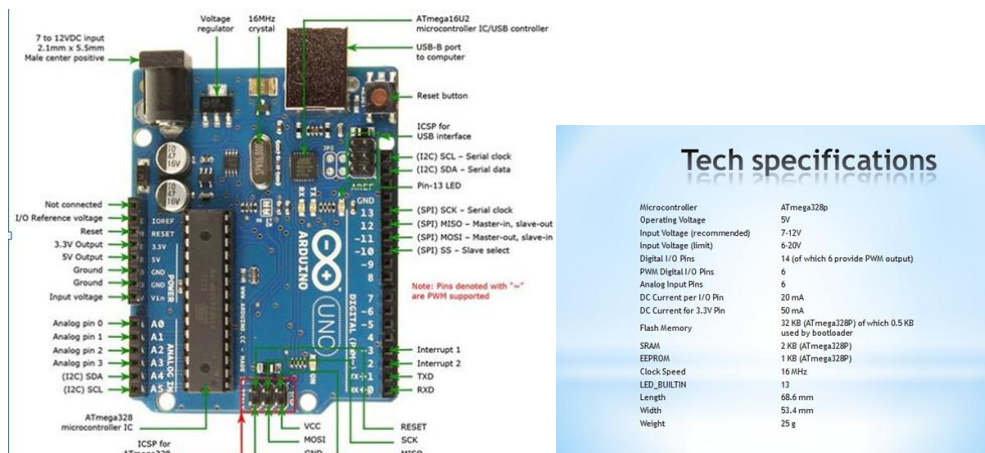 Voltage
regulator
16MHz
crystal
ATmega16U2
microcontroller IC/USB controller
7 to 12VDC input
2.1mm x 5.5mm
Male center positive
USB-B port
to computer
Reset button
ICSP for
USB interface
(I2C) SCL – Serial clock
(I2C) SDA – Serial data
Pin-13 LED
(SPI) SCK – Serial clock
(SPI) MISO – Master-in, slave-out
(SPI) MOSI – Master-out, slave-in
(SPI) SS – Slave select
Note: Pins denoted with "~"
are PWM supported
Interrupt 1
Interrupt 2
TXD
RXD
Not connected
I/O Reference voltage
Reset
3.3V Output
5V Output
Ground
Ground
Input voltage
Analog pin 0
Analog pin 1
Analog pin 2
Analog pin 3
(I2C) SDA
(I2C) SCL
ATmega328
microcontroller IC
ICSP for
ATmega328
VCC
MOSI
GND
RESET
SCK
MISO
IOREF
RESET
3.3V
5V
GND
GND
Vin
POWER
A0
A1
A2
A3
A4
A5
ANALOG IN
AREF
GND
13
12
~11
~10
~9
8
7
~6
~5
4
~3
2
TX
RX
ARDUINO
UNO
ON
47
16V
47
16V
Tech specifications
Microcontroller ATmega328p
Operating Voltage 5V
Input Voltage (recommended) 7-12V
Input Voltage (limit) 6-20V
Digital I/O Pins 14 (of which 6 provide PWM output)
PWM Digital I/O Pins 6
Analog Input Pins 6
DC Current per I/O Pin 20 mA
DC Current for 3.3V Pin 50 mA
Flash Memory 32 KB (ATmega328P) of which 0.5 KB
used by bootloader
SRAM 2 KB (ATmega328P)
EEPROM 1 KB (ATmega328P)
Clock Speed 16 MHz
LED_BUILTIN 13
Length 68.6 mm
Width 53.4 mm
Weight 25 g